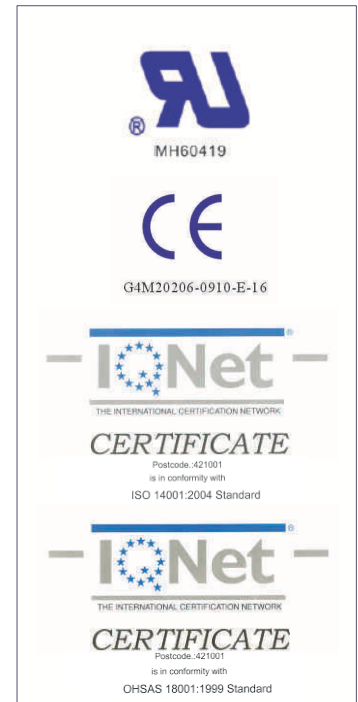 ®
MH60419
CE
G4M20206-0910-E-16
®
IQNet
THE INTERNATIONAL CERTIFICATION NETWORK
CERTIFICATE
Postcode.:421001
is in conformity with
ISO 14001:2004 Standard
®
IQNet
THE INTERNATIONAL CERTIFICATION NETWORK
CERTIFICATE
Postcode.:421001
is in conformity with
OHSAS 18001:1999 Standard